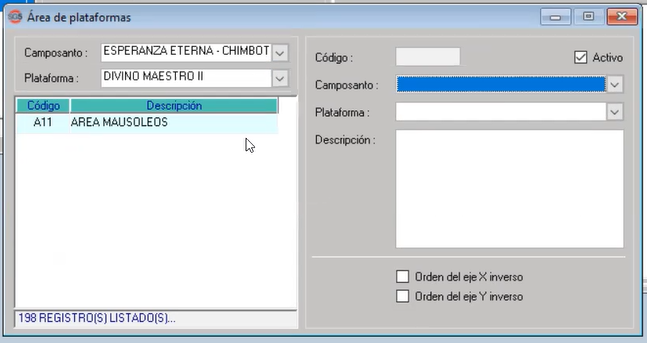 Área de plataformas
Camposanto :
ESPERANZA ETERNA - CHIMBOT
Plataforma :
DIVINO MAESTRO II
Código Descripción
A11 AREA MAUSOLEOS
198 REGISTRO(S) LISTADO(S)...
Código :
Activo
Camposanto :
Plataforma :
Descripción :
Orden del eje X inverso
Orden del eje Y inverso